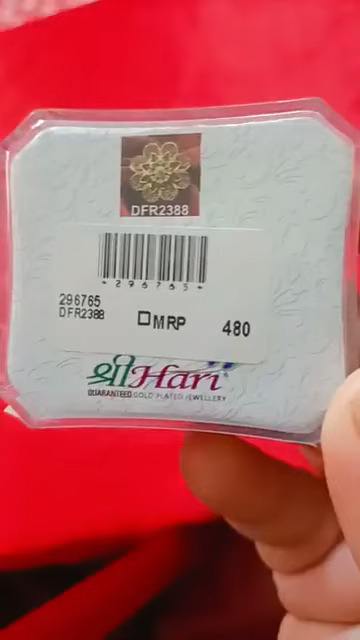 DFR2388
*296765*
296765
DFR2388
MRP 480
श्री Hari
GUARANTEED GOLD PLATED JEWELLERY